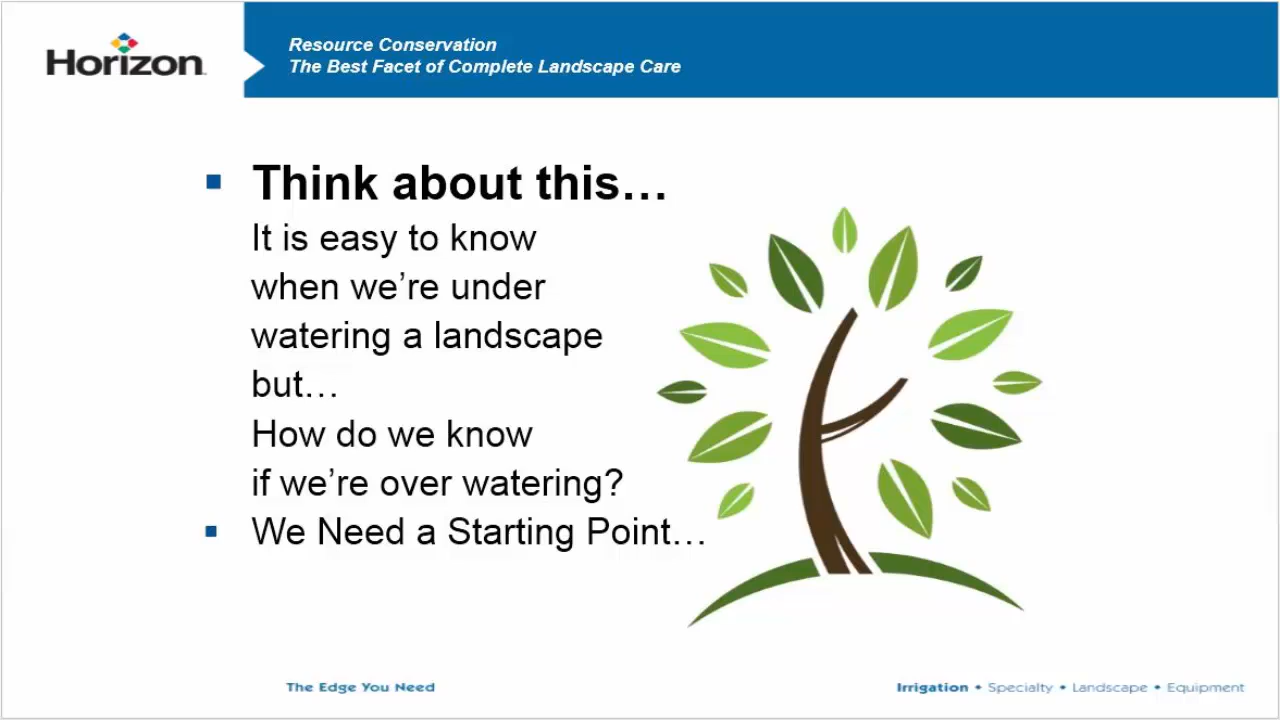 Horizon
Resource Conservation
The Best Facet of Complete Landscape Care
▪ Think about this…
It is easy to know
when we’re under
watering a landscape
but…
How do we know
if we’re over watering?
▪ We Need a Starting Point…
The Edge You Need
Irrigation • Specialty • Landscape • Equipment